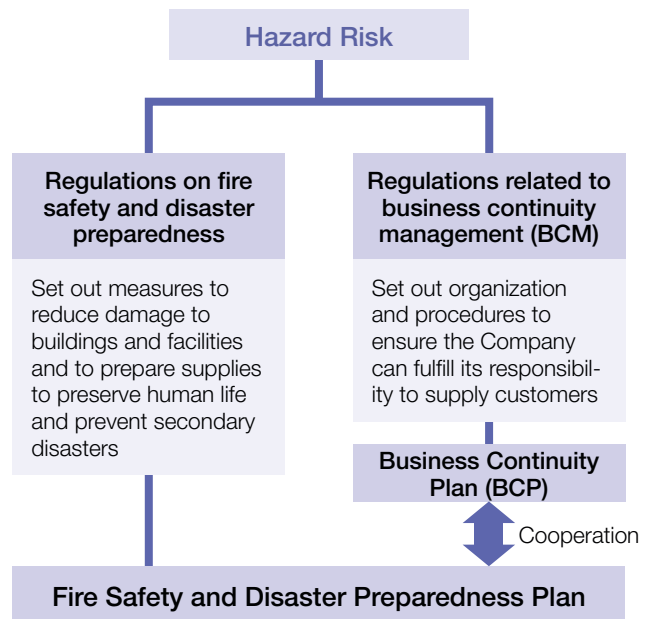 Hazard Risk
Regulations on fire
safety and disaster
preparedness
Set out measures to
reduce damage to
buildings and facilities
and to prepare supplies
to preserve human life
and prevent secondary
disasters
Regulations related to
business continuity
management (BCM)
Set out organization
and procedures to
ensure the Company
can fulfill its responsibil-
ity to supply customers
Business Continuity
Plan (BCP)
Cooperation
Fire Safety and Disaster Preparedness Plan